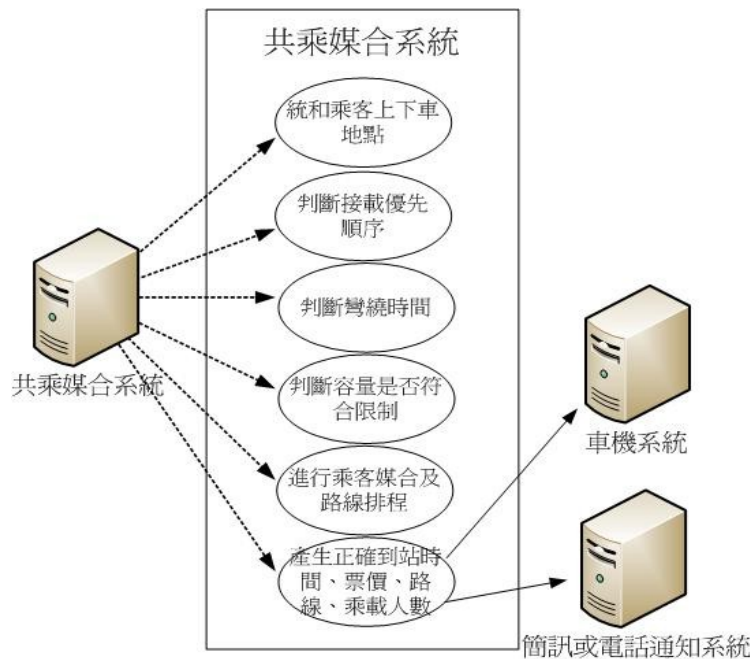 共乘媒合系統
統和乘客上下車
地點
判斷接載優先
順序
判斷彎繞時間
判斷容量是否符
合限制
進行乘客媒合及
路線排程
產生正確到站時
間、票價、路
線、乘載人數
共乘媒合系統
車機系統
簡訊或電話通知系統